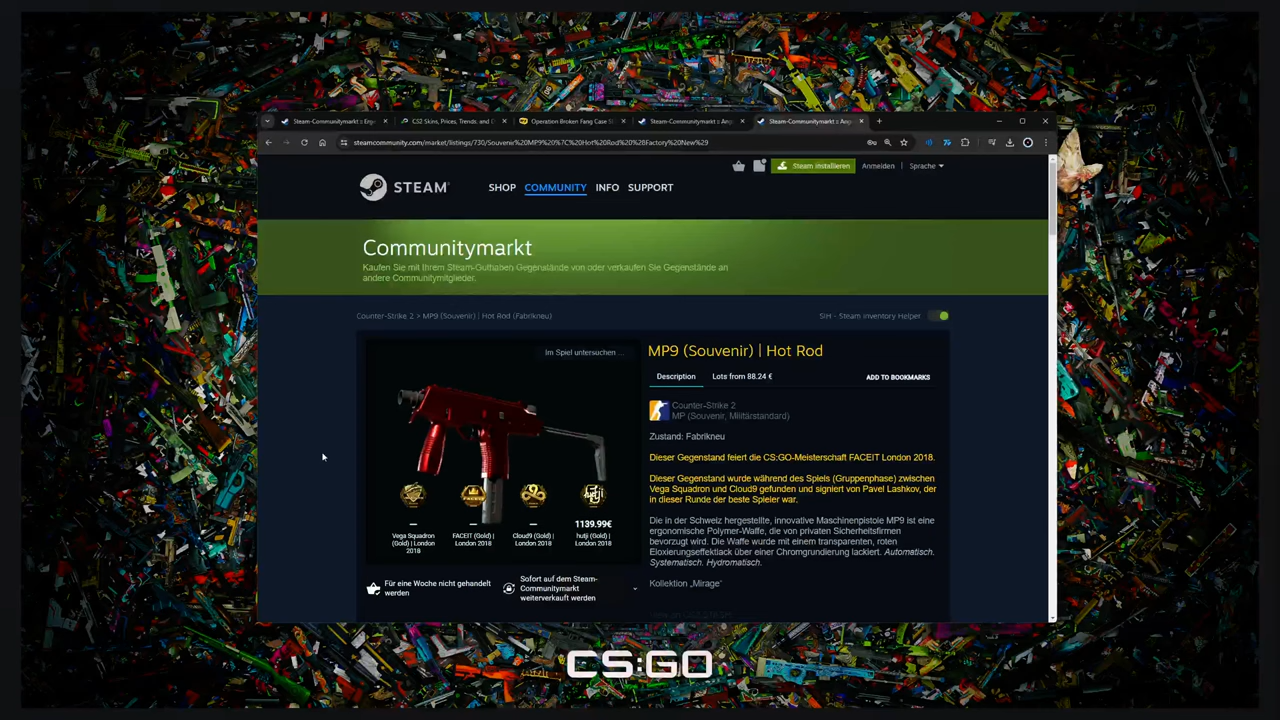 Steam-Communitymarkt :: Erg
CS2 Skins, Prices, Trends, and
Operation Broken Fang Case
Steam-Communitymarkt :: Ang
Steam-Communitymarkt :: Ang
steamcommunity.com/market/listings/730/Souvenir%20MP9%20%7C%20Hot%20Rod%20%28Factory%20New%29
Steam installieren
Anmelden
Sprache
STEAM
SHOP
COMMUNITY
INFO
SUPPORT
Communitymarkt
Kaufen Sie mit Ihrem Steam-Guthaben Gegenstände von oder verkaufen Sie Gegenstände an
andere Communitymitglieder.
Counter-Strike 2 > MP9 (Souvenir) | Hot Rod (Fabrikneu)
SIH - Steam Inventory Helper
Im Spiel untersuchen ...
MP9 (Souvenir) | Hot Rod
Description
Lots from 88.24 €
ADD TO BOOKMARKS
Counter-Strike 2
MP (Souvenir, Militärstandard)
Zustand: Fabrikneu
Dieser Gegenstand feiert die CS:GO-Meisterschaft FACEIT London 2018.
Dieser Gegenstand wurde während des Spiels (Gruppenphase) zwischen
Vega Squadron und Cloud9 gefunden und signiert von Pavel Lashkov, der
in dieser Runde der beste Spieler war.
Die in der Schweiz hergestellte, innovative Maschinenpistole MP9 ist eine
ergonomische Polymer-Waffe, die von privaten Sicherheitsfirmen
bevorzugt wird. Die Waffe wurde mit einem transparenten, roten
Eloxierungseffektlack über einer Chromgrundierung lackiert. Automatisch.
Systematisch. Hydromatisch.
Kollektion „Mirage“
— — — 1139.99€
Vega Squadron
(Gold) | London
2018
FACEIT (Gold) |
London 2018
Cloud9 (Gold) |
London 2018
hutji (Gold) |
London 2018
Für eine Woche nicht gehandelt
werden
Sofort auf dem Steam-
Communitymarkt
weiterverkauft werden
CS:GO